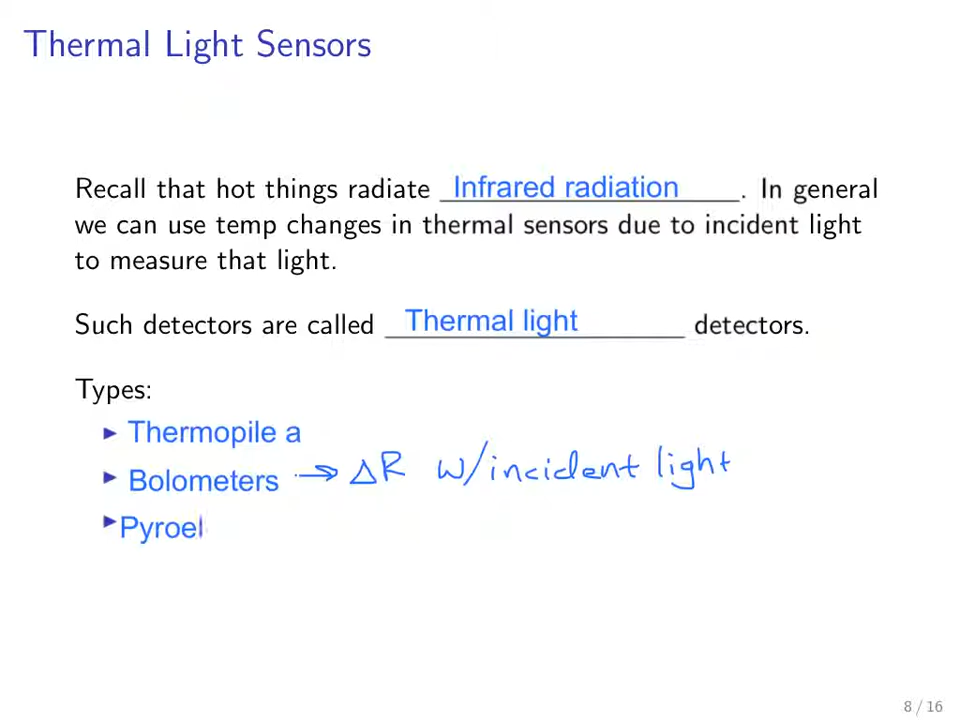 Thermal Light Sensors
Recall that hot things radiate Infrared radiation. In general
we can use temp changes in thermal sensors due to incident light
to measure that light.
Such detectors are called Thermal light detectors.
Types:
Thermopile a
Bolometers → ΔR w/incident light
Pyroel
8 / 16